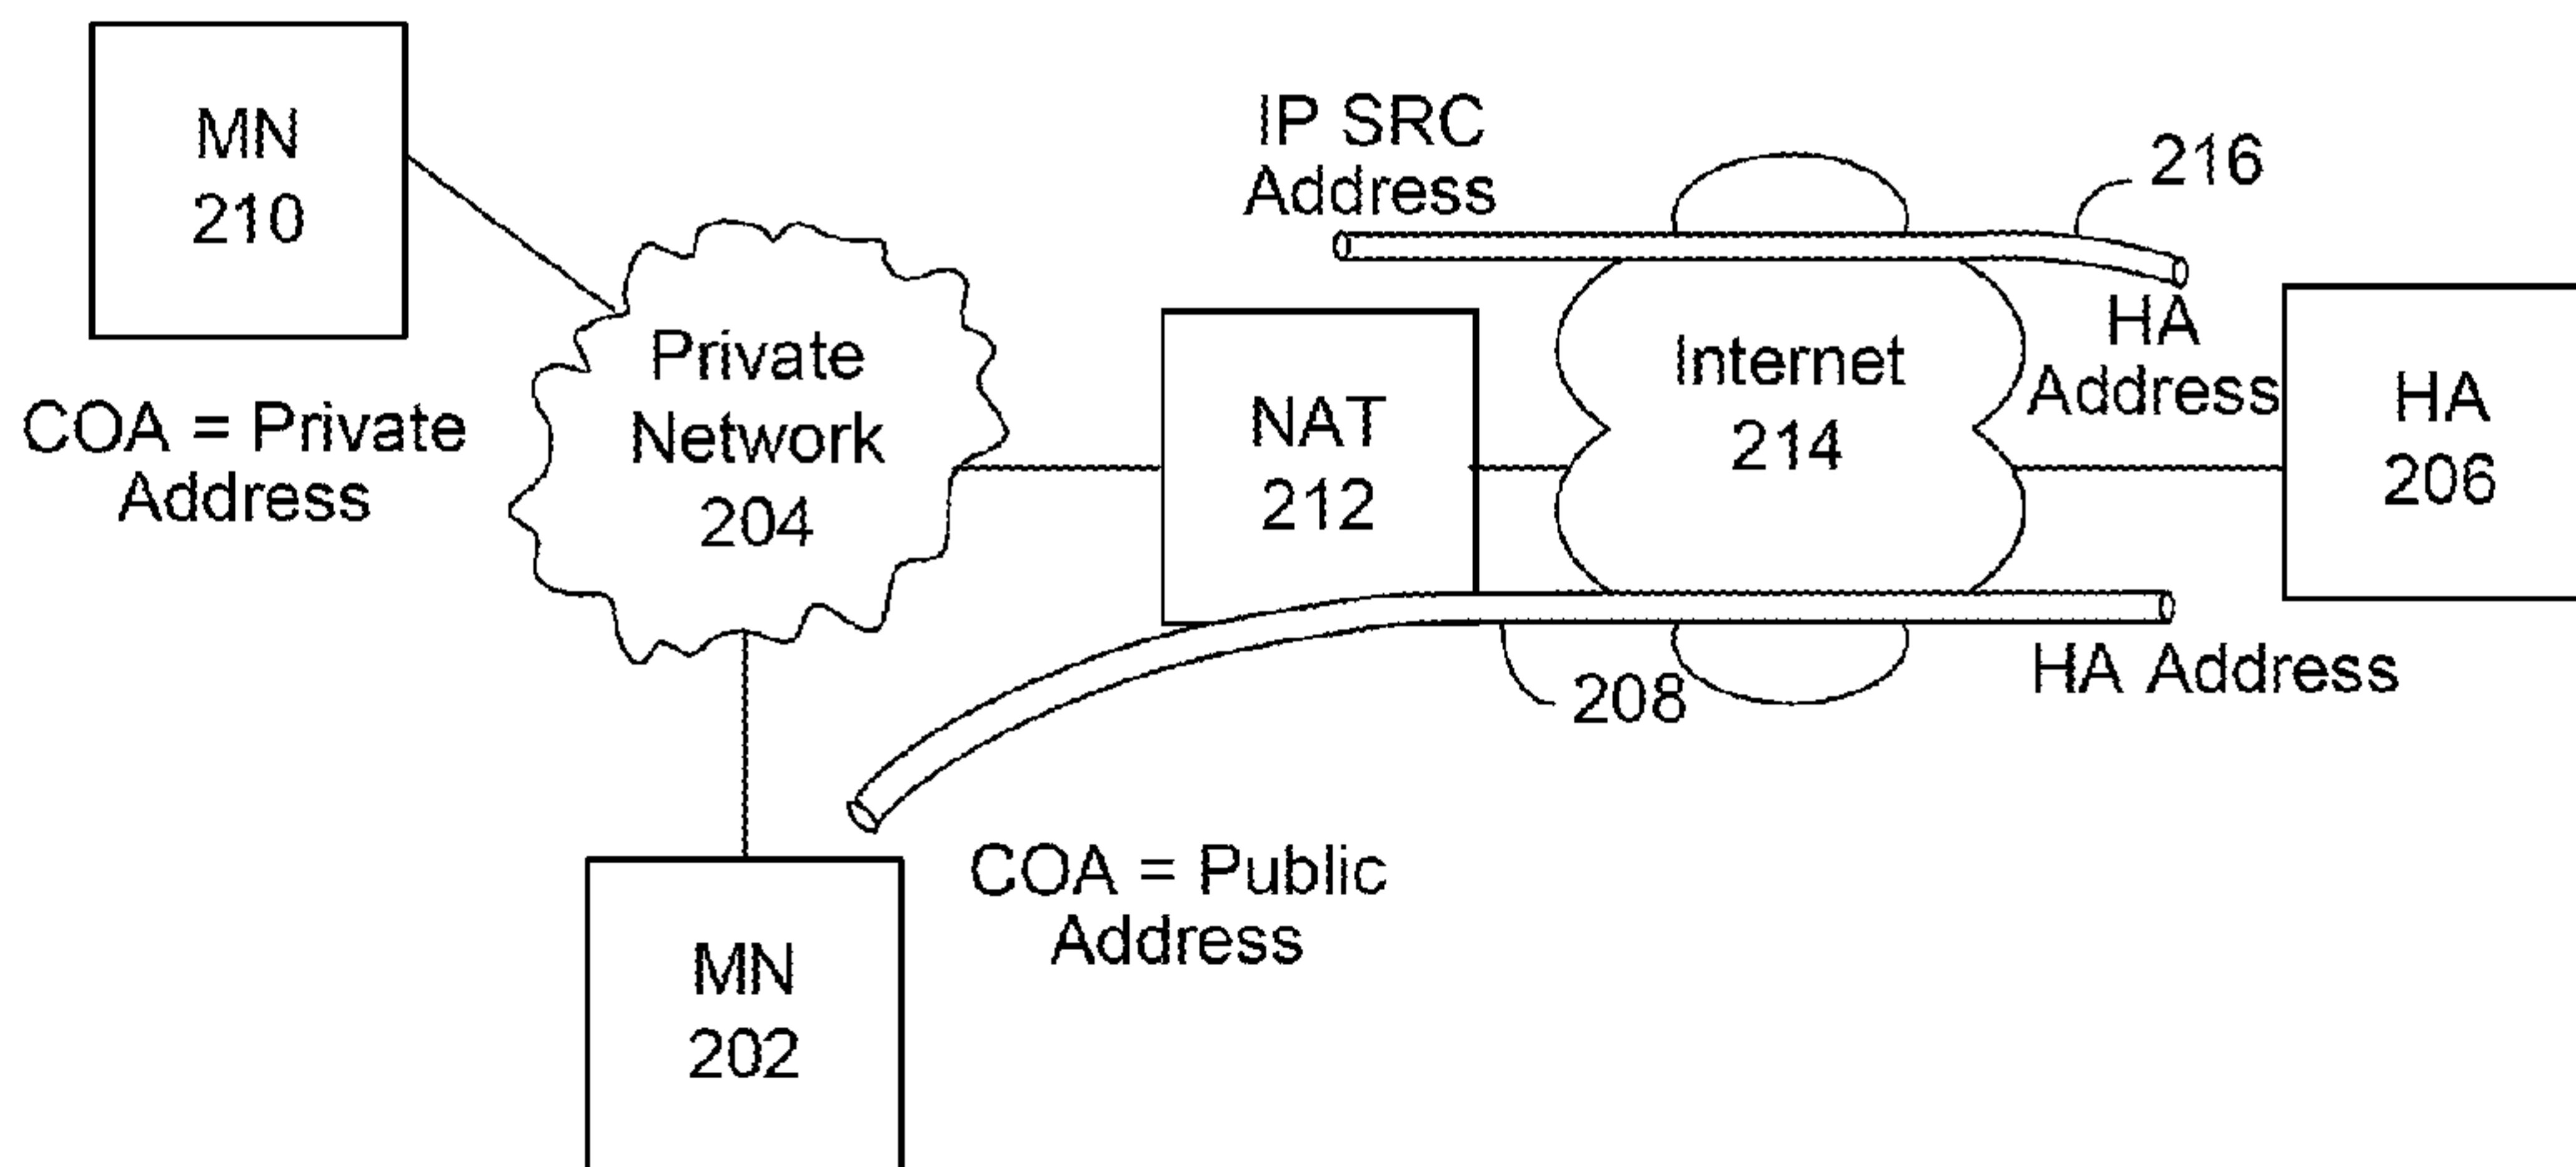 MN
210
COA = Private
Address
Private
Network
204
IP SRC
Address
216
NAT
212
Internet
214
HA
Address
HA
206
208
HA Address
COA = Public
Address
MN
202